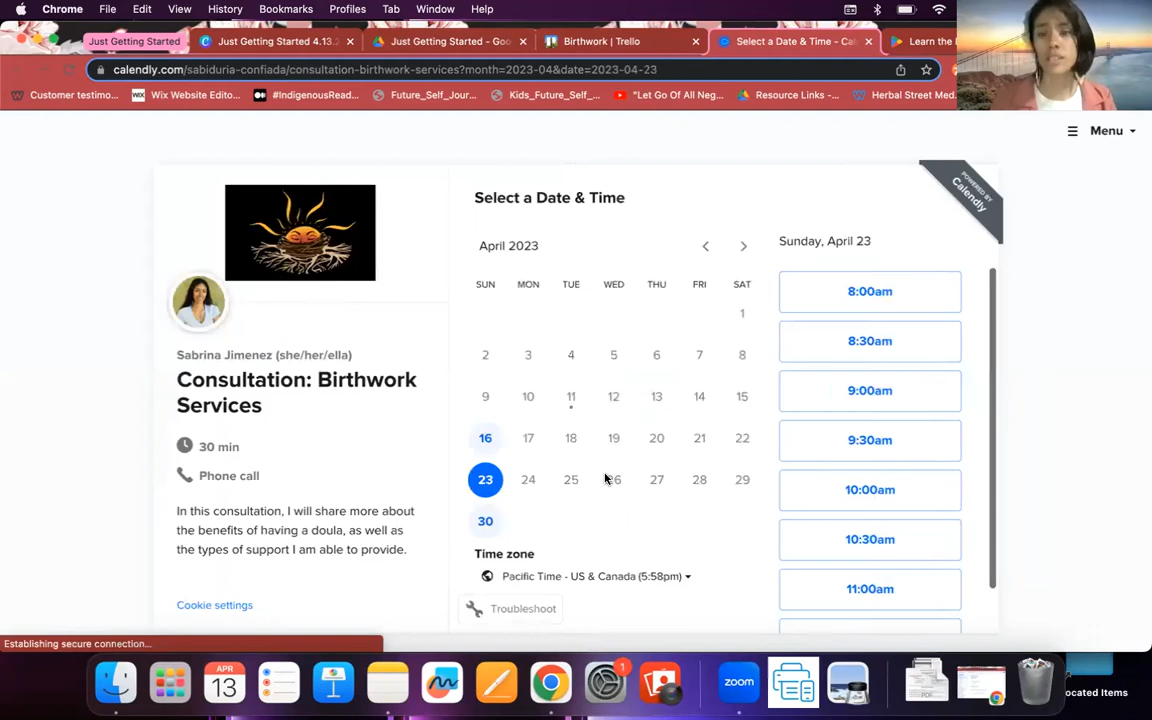 Chrome File Edit View History Bookmarks Profiles Tab Window Help
Just Getting Started
Just Getting Started 4.13.2
Just Getting Started - Goo
Birthwork | Trello
Select a Date & Time - Cal
Learn the
calendly.com/sabiduria-confiada/consultation-birthwork-services?month=2023-04&date=2023-04-23
Customer testimo...
Wix Website Edito...
#IndigenousRead...
Future_Self_Jour...
Kids_Future_Self_...
"Let Go Of All Neg...
Resource Links -...
Herbal Street Med
Menu
POWERED BY
Calendly
Select a Date & Time
April 2023
Sunday, April 23
SUN MON TUE WED THU FRI SAT
1
2 3 4 5 6 7 8
9 10 11 12 13 14 15
16 17 18 19 20 21 22
23 24 25 26 27 28 29
30
8:00am
8:30am
9:00am
9:30am
10:00am
10:30am
11:00am
Sabrina Jimenez (she/her/ella)
Consultation: Birthwork
Services
30 min
Phone call
In this consultation, I will share more about
the benefits of having a doula, as well as
the types of support I am able to provide.
Cookie settings
Time zone
Pacific Time - US & Canada (5:58pm)
Troubleshoot
Establishing secure connection...
APR
13
1
zoom
PDF
ocated Items